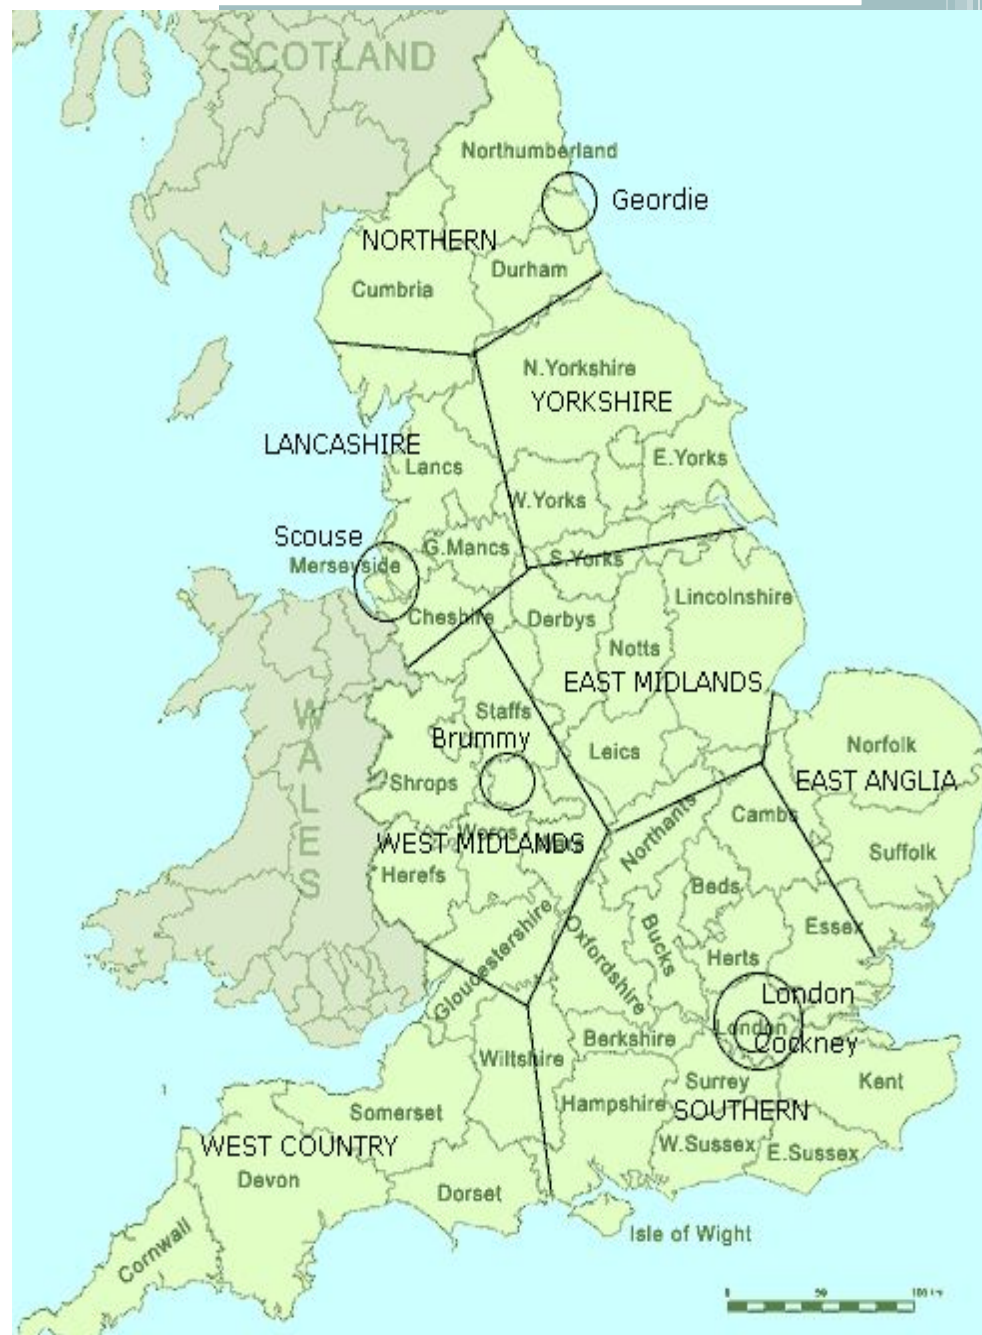 SCOTLAND
Northumberland
Geordie
NORTHERN
Durham
Cumbria
N.Yorkshire
YORKSHIRE
LANCASHIRE
Lancs
E.Yorks
W.Yorks
Scouse
G.Mancs
Merseyside
S.Yorks
Cheshire
Derbys
Lincolnshire
Notts
EAST MIDLANDS
Staffs
Brummy
Leics
Norfolk
EAST ANGLIA
WALES
Shrops
Cambs
Northants
Worcs
WEST MIDLANDS
Suffolk
Herefs
Beds
Essex
Gloucestershire
Oxfordshire
Bucks
Herts
London
London
Cockney
Berkshire
Wiltshire
Surrey
Kent
Hampshire
SOUTHERN
Somerset
WEST COUNTRY
W.Sussex
E.Sussex
Devon
Dorset
Cornwall
Isle of Wight
0